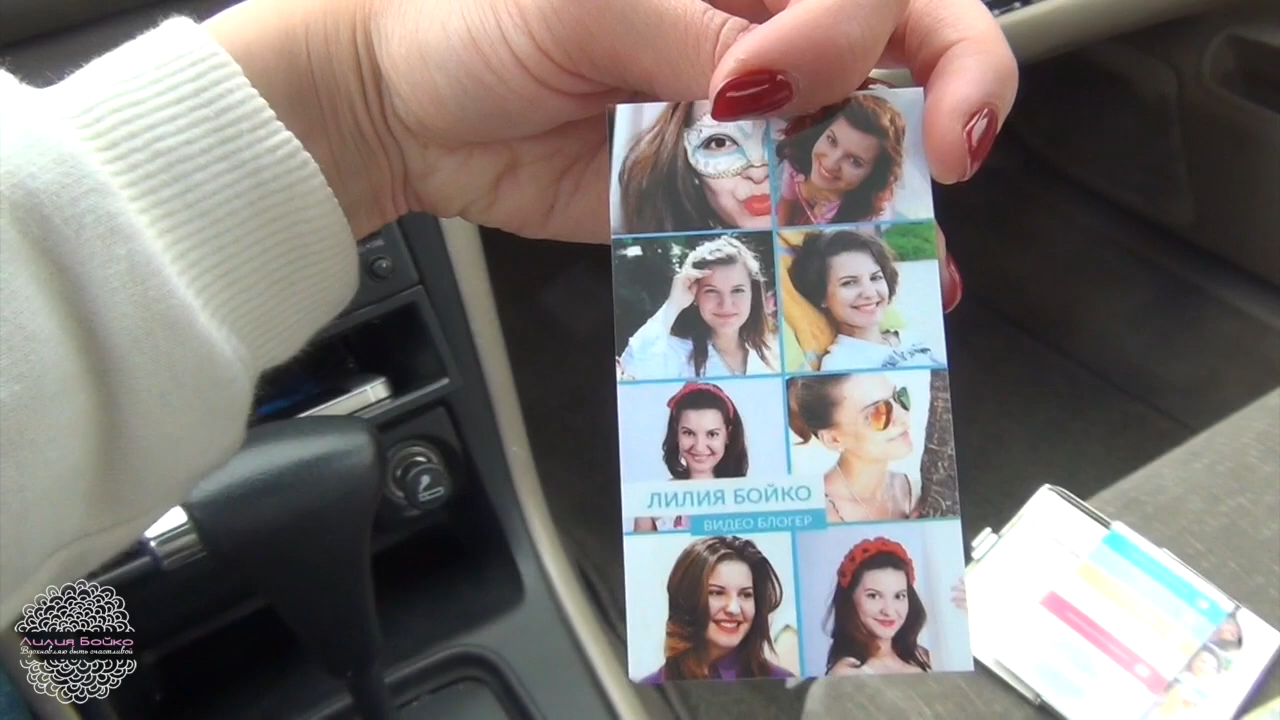 ЛИЛИЯ БОЙКО
ВИДЕО БЛОГЕР
Лилия Бойко
Вдохновляю быть счастливой